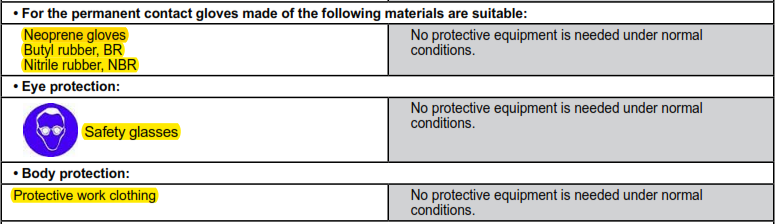 • For the permanent contact gloves made of the following materials are suitable:
Neoprene gloves
Butyl rubber, BR
Nitrile rubber, NBR
No protective equipment is needed under normal
conditions.
• Eye protection:
Safety glasses
No protective equipment is needed under normal
conditions.
• Body protection:
Protective work clothing
No protective equipment is needed under normal
conditions.